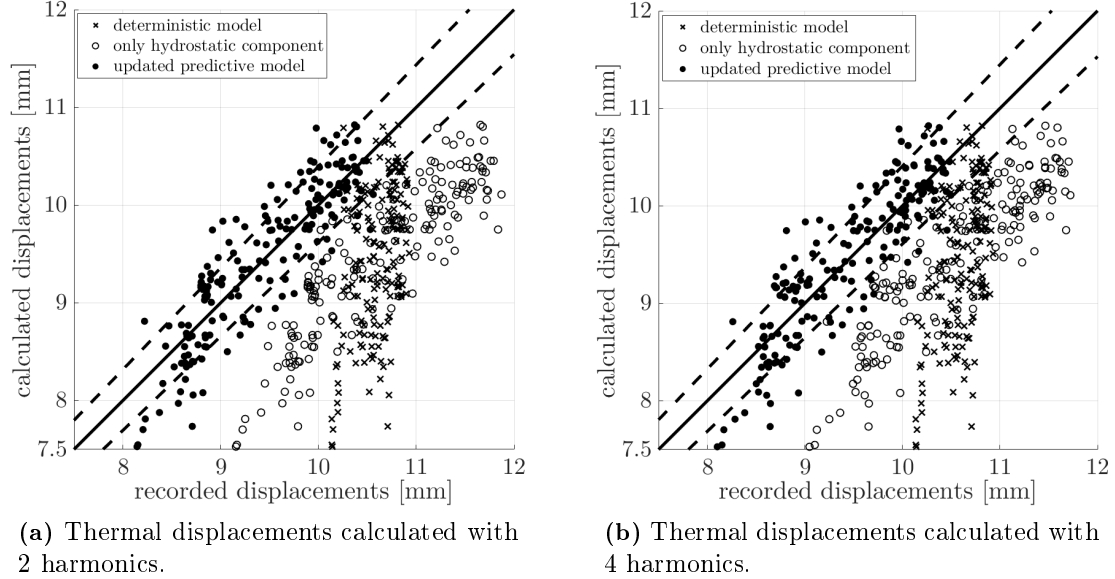 12
11
10
9
8
7.5
calculated displacements [mm]
deterministic model
only hydrostatic component
updated predictive model
8
9
10
11
12
recorded displacements [mm]
(a) Thermal displacements calculated with
2 harmonics.
12
11
10
9
8
7.5
calculated displacements [mm]
deterministic model
only hydrostatic component
updated predictive model
8
9
10
11
12
recorded displacements [mm]
(b) Thermal displacements calculated with
4 harmonics.